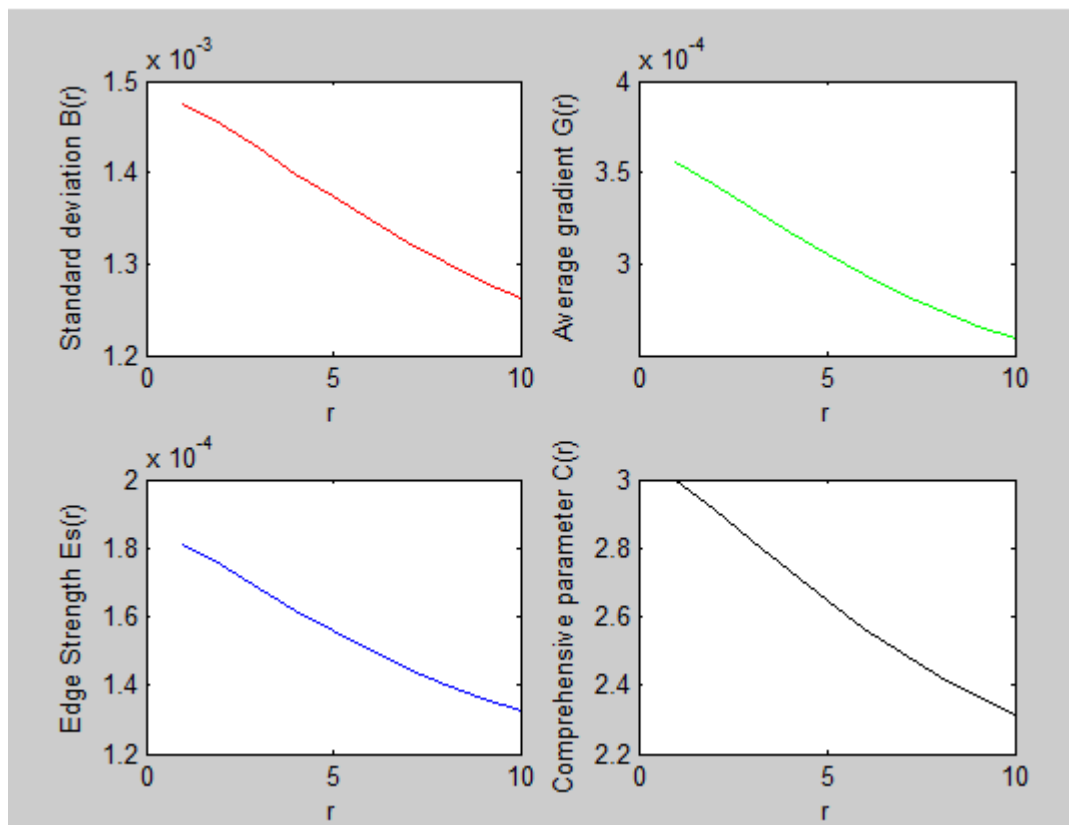 x 10^-3
Standard deviation B(r)
1.5
1.4
1.3
1.2
0
5
10
r
x 10^-4
Average gradient G(r)
4
3.5
3
0
5
10
r
x 10^-4
Edge Strength Es(r)
2
1.8
1.6
1.4
1.2
0
5
10
r
Comprehensive parameter C(r)
3
2.8
2.6
2.4
2.2
0
5
10
r